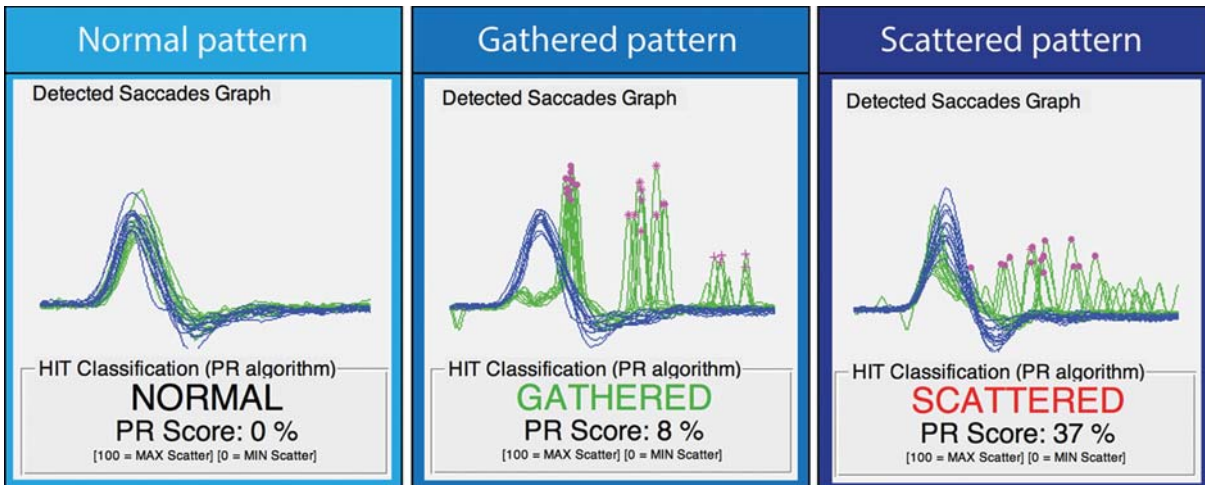 Normal pattern
Detected Saccades Graph
HIT Classification (PR algorithm)
NORMAL
PR Score: 0 %
[100 = MAX Scatter] [0 = MIN Scatter]
Gathered pattern
Detected Saccades Graph
HIT Classification (PR algorithm)
GATHERED
PR Score: 8 %
[100 = MAX Scatter] [0 = MIN Scatter]
Scattered pattern
Detected Saccades Graph
HIT Classification (PR algorithm)
SCATTERED
PR Score: 37 %
[100 = MAX Scatter] [0 = MIN Scatter]